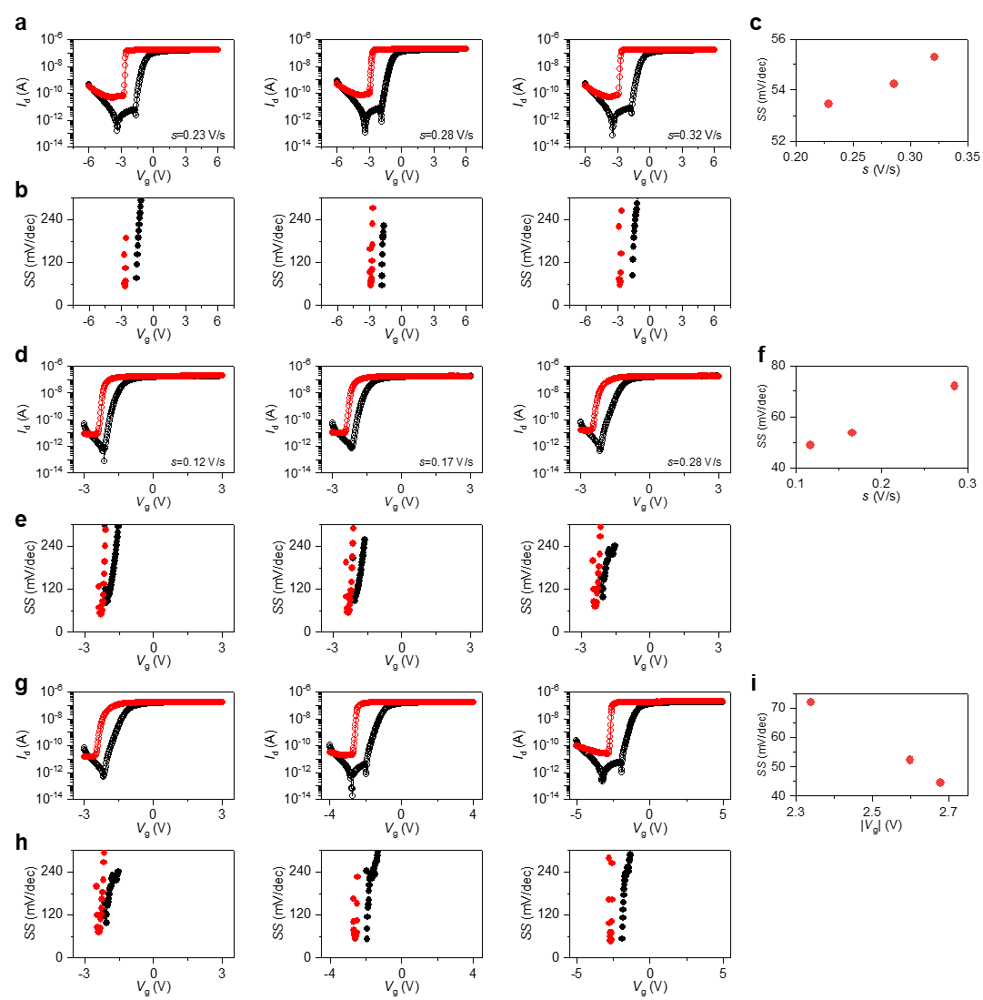 a
10⁻⁶
10⁻⁸
10⁻¹⁰
10⁻¹²
10⁻¹⁴
I_d (A)
-6 -3 0 3 6
V_g (V)
s=0.23 V/s
10⁻⁶
10⁻⁸
10⁻¹⁰
10⁻¹²
10⁻¹⁴
I_d (A)
-6 -3 0 3 6
V_g (V)
s=0.28 V/s
10⁻⁶
10⁻⁸
10⁻¹⁰
10⁻¹²
10⁻¹⁴
I_d (A)
-6 -3 0 3 6
V_g (V)
s=0.32 V/s
c
56
54
52
SS (mV/dec)
0.20 0.25 0.30 0.35
s (V/s)
b
240
120
0
SS (mV/dec)
-6 -3 0 3 6
V_g (V)
240
120
0
SS (mV/dec)
-6 -3 0 3 6
V_g (V)
240
120
0
SS (mV/dec)
-6 -3 0 3 6
V_g (V)
d
10⁻⁶
10⁻⁸
10⁻¹⁰
10⁻¹²
10⁻¹⁴
I_d (A)
-3 0 3
V_g (V)
s=0.12 V/s
10⁻⁶
10⁻⁸
10⁻¹⁰
10⁻¹²
10⁻¹⁴
I_d (A)
-3 0 3
V_g (V)
s=0.17 V/s
10⁻⁶
10⁻⁸
10⁻¹⁰
10⁻¹²
10⁻¹⁴
I_d (A)
-3 0 3
V_g (V)
s=0.28 V/s
f
80
60
40
SS (mV/dec)
0.1 0.2 0.3
s (V/s)
e
240
120
0
SS (mV/dec)
-3 0 3
V_g (V)
240
120
0
SS (mV/dec)
-3 0 3
V_g (V)
240
120
0
SS (mV/dec)
-3 0 3
V_g (V)
g
10⁻⁶
10⁻⁸
10⁻¹⁰
10⁻¹²
10⁻¹⁴
I_d (A)
-3 0 3
V_g (V)
10⁻⁶
10⁻⁸
10⁻¹⁰
10⁻¹²
10⁻¹⁴
I_d (A)
-4 -2 0 2 4
V_g (V)
10⁻⁶
10⁻⁸
10⁻¹⁰
10⁻¹²
10⁻¹⁴
I_d (A)
-5 0 5
V_g (V)
i
70
60
50
40
SS (mV/dec)
2.3 2.5 2.7
|V_g| (V)
h
240
120
0
SS (mV/dec)
-3 0 3
V_g (V)
240
120
0
SS (mV/dec)
-4 -2 0 2 4
V_g (V)
240
120
0
SS (mV/dec)
-5 0 5
V_g (V)